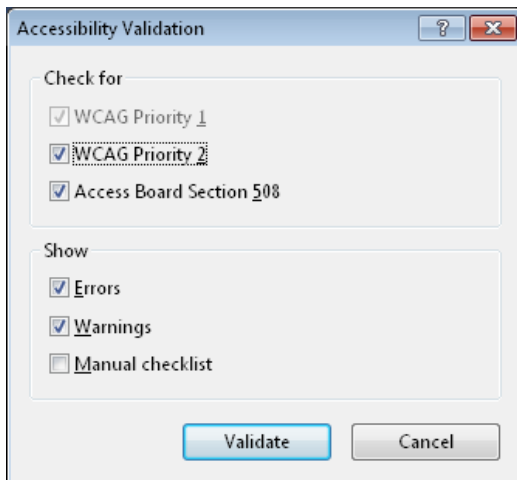 Accessibility Validation
Check for
WCAG Priority 1
WCAG Priority 2
Access Board Section 508
Show
Errors
Warnings
Manual checklist
Validate Cancel